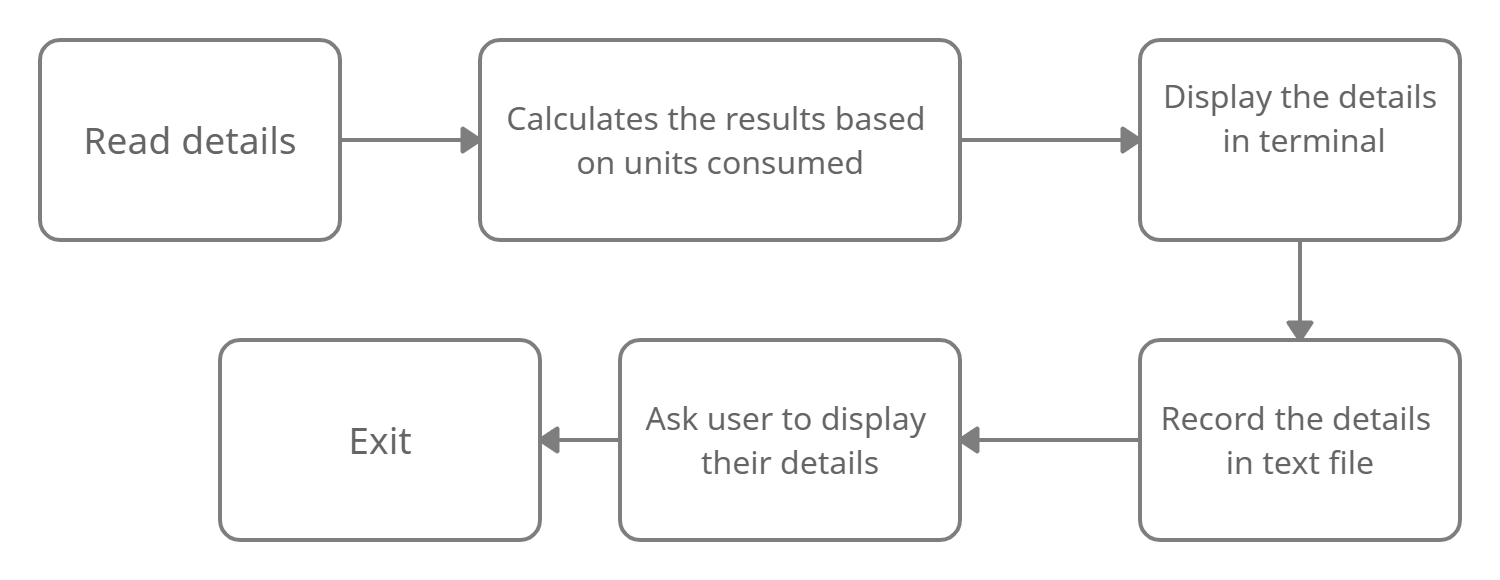 Read details
Calculates the results based
on units consumed
Display the details
in terminal
Record the details
in text file
Ask user to display
their details
Exit